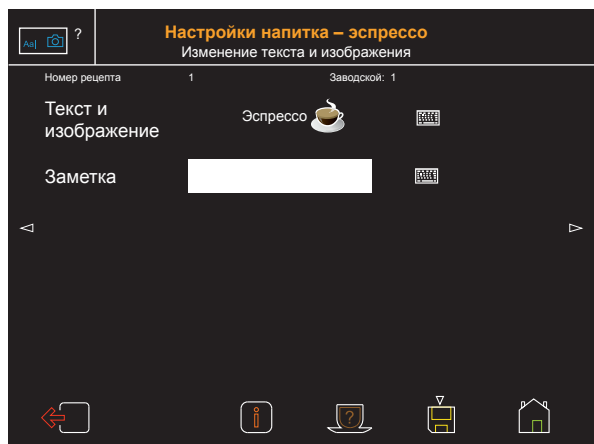 Aa| ?
Настройки напитка – эспрессо
Изменение текста и изображения
Номер рецепта 1 Заводской: 1
Текст и
изображение
Эспрессо
Заметка
i ?